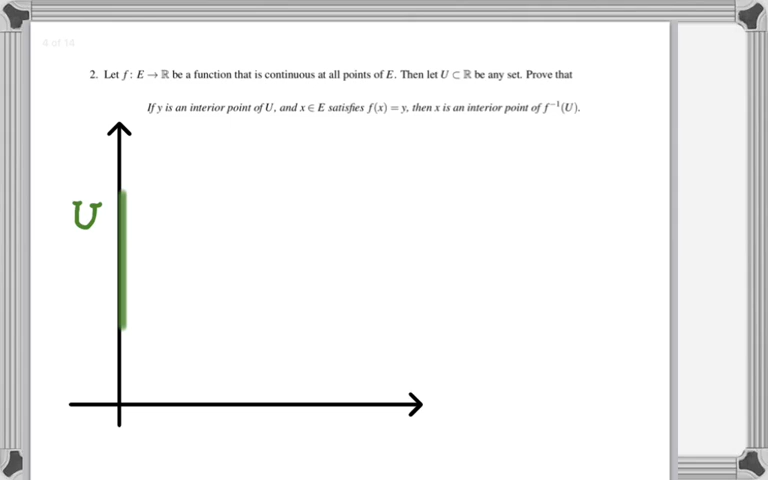 4 of 14
2. Let f : E → ℝ be a function that is continuous at all points of E. Then let U ⊂ ℝ be any set. Prove that
If y is an interior point of U, and x ∈ E satisfies f(x) = y, then x is an interior point of f⁻¹(U).
U